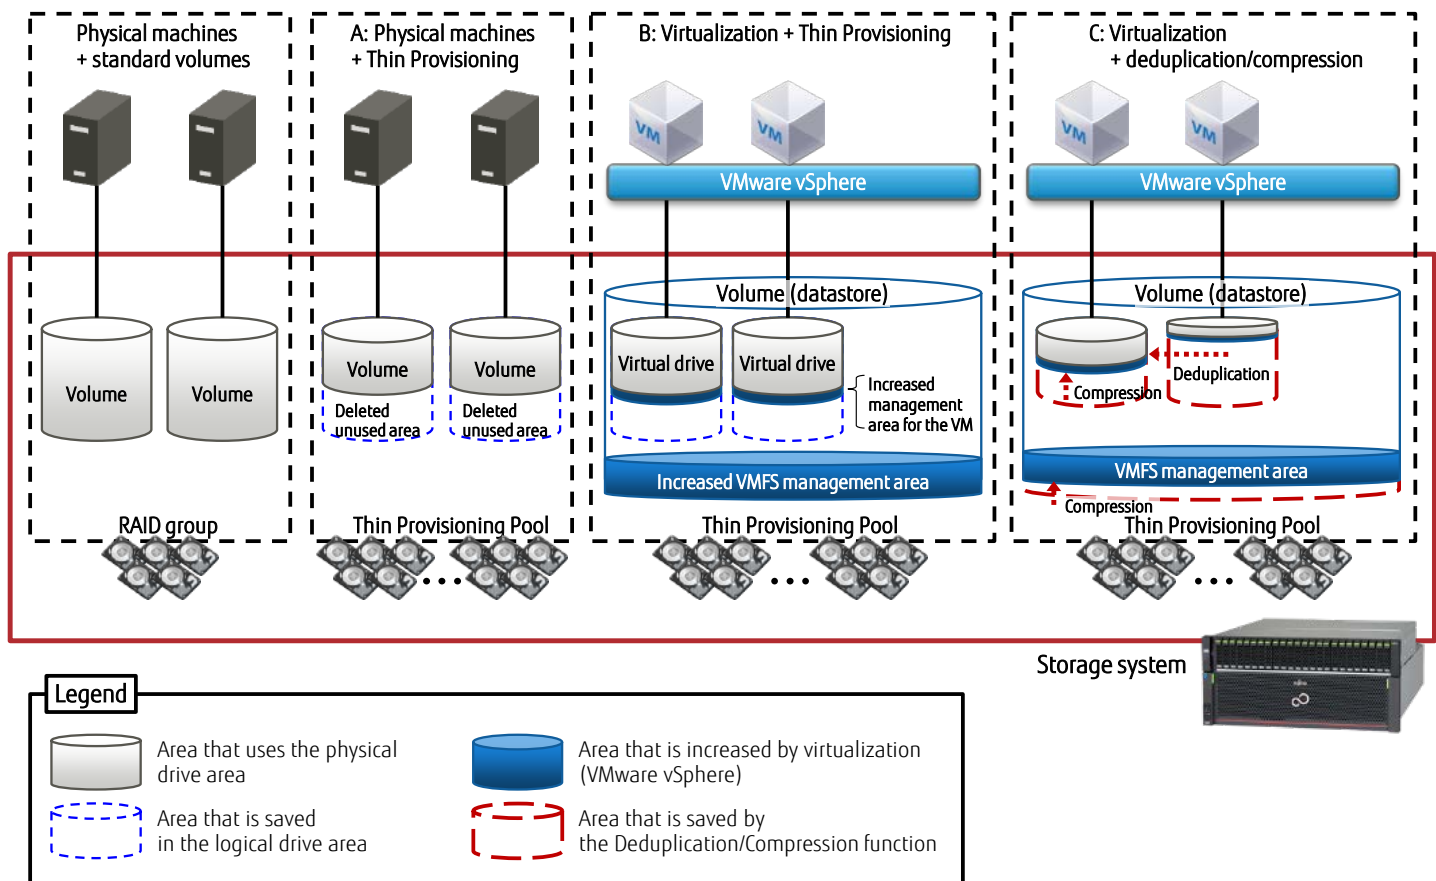 Physical machines
+ standard volumes
A: Physical machines
+ Thin Provisioning
B: Virtualization + Thin Provisioning
C: Virtualization
+ deduplication/compression
VM
VM
VM
VM
VMware vSphere
VMware vSphere
Volume (datastore)
Volume (datastore)
Volume
Volume
Volume
Volume
Deleted
unused area
Deleted
unused area
Virtual drive
Virtual drive
Increased
management
area for the VM
Increased VMFS management area
Deduplication
Compression
VMFS management area
Compression
RAID group
Thin Provisioning Pool
Thin Provisioning Pool
Thin Provisioning Pool
Storage system
Legend
Area that uses the physical
drive area
Area that is increased by virtualization
(VMware vSphere)
Area that is saved
in the logical drive area
Area that is saved by
the Deduplication/Compression function